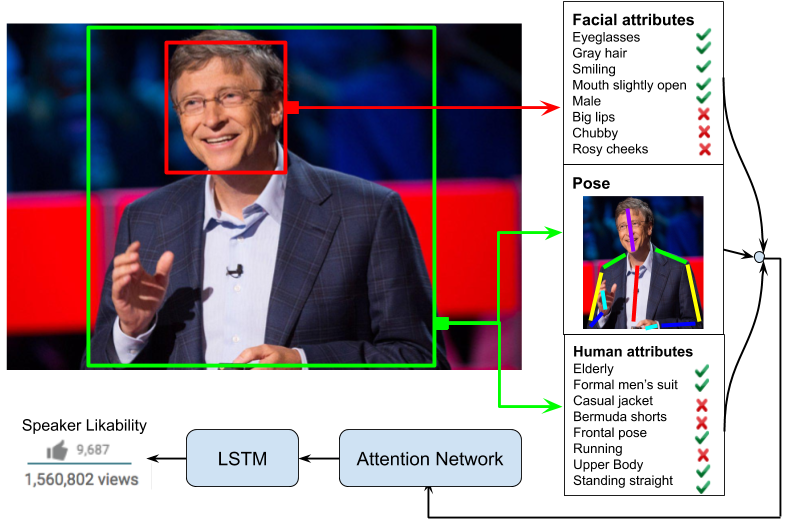 Facial attributes
Eyeglasses
Gray hair
Smiling
Mouth slightly open
Male
Big lips
Chubby
Rosy cheeks
Pose
Human attributes
Elderly
Formal men's suit
Casual jacket
Bermuda shorts
Frontal pose
Running
Upper Body
Standing straight
Speaker Likability
9,687
1,560,802 views
LSTM
Attention Network